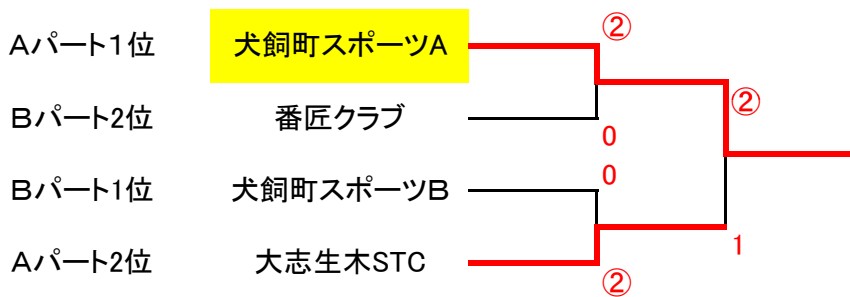 Aパート1位 犬飼町スポーツA ②
②
Bパート2位 番匠クラブ 0
Bパート1位 犬飼町スポーツB 0
1
Aパート2位 大志生木STC ②